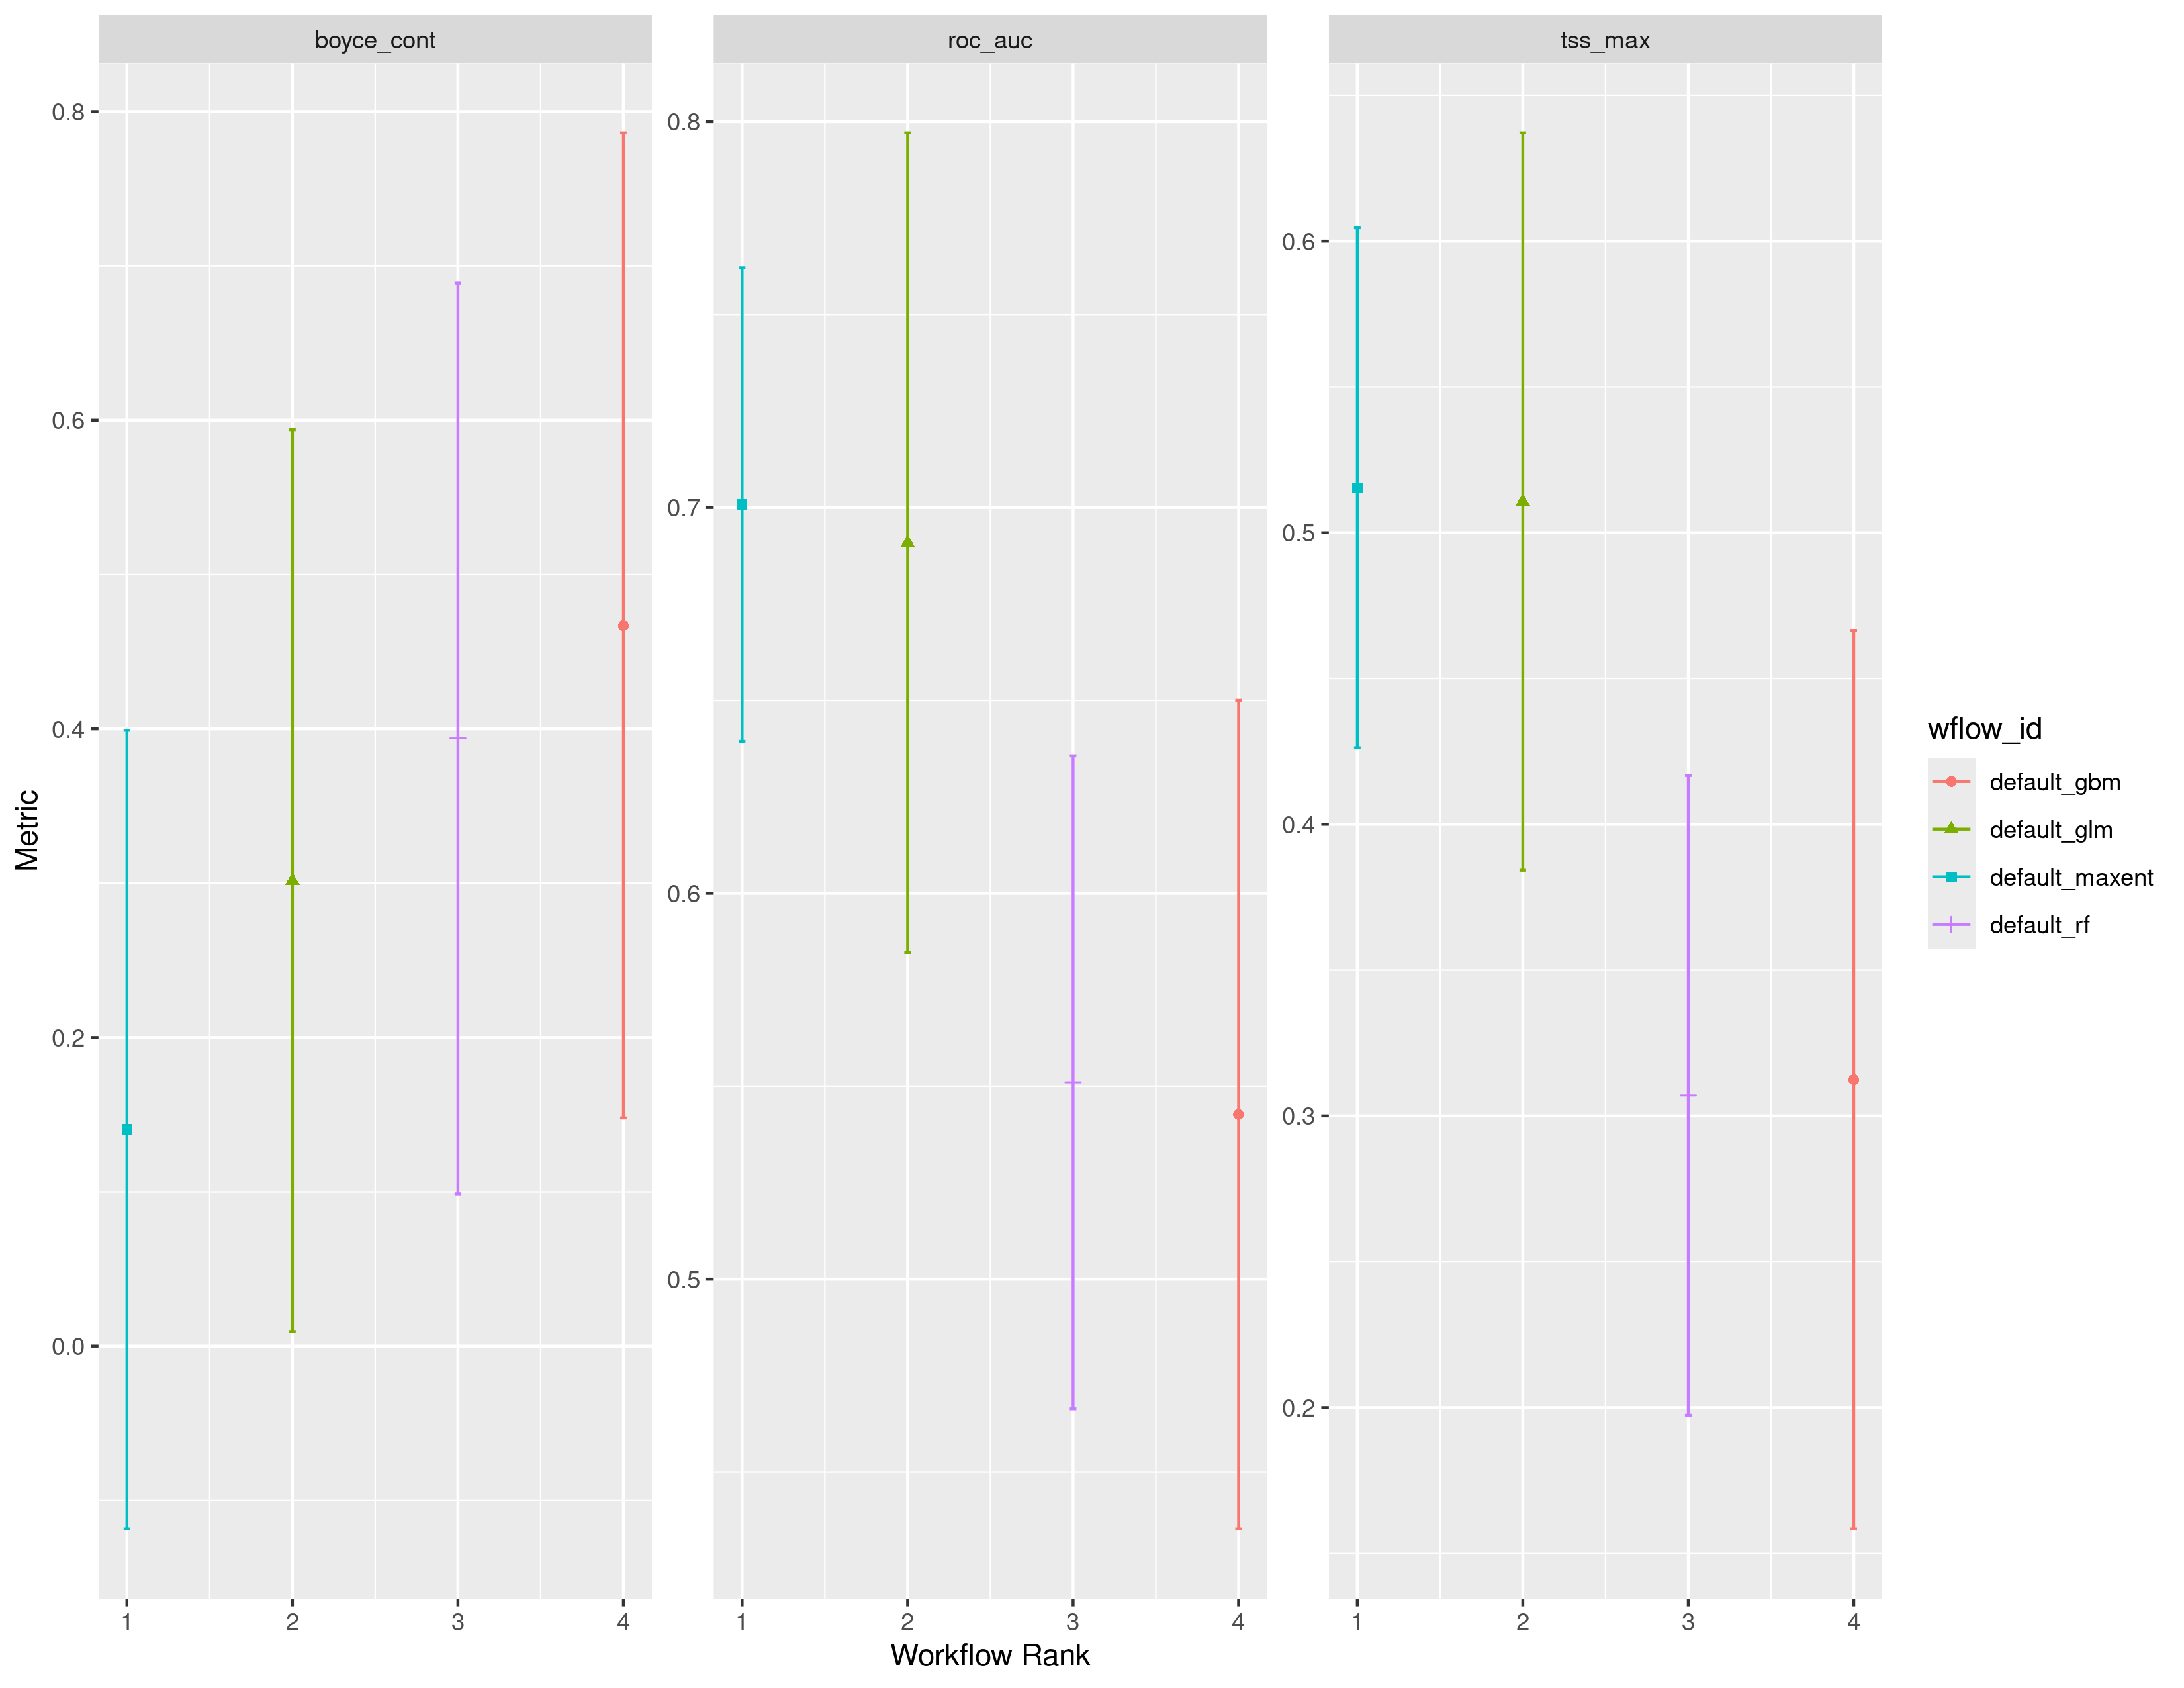 boyce_cont
roc_auc
tss_max
Metric
0.8
0.6
0.4
0.2
0.0
0.8
0.7
0.6
0.5
0.6
0.5
0.4
0.3
0.2
1 2 3 4
1 2 3 4
1 2 3 4
Workflow Rank
wflow_id
default_gbm
default_glm
default_maxent
default_rf